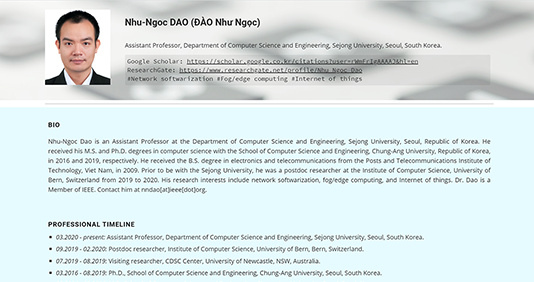 Nhu-Ngoc DAO (ĐÀO Như Ngọc)
Assistant Professor, Department of Computer Science and Engineering, Sejong University, Seoul, South Korea.
Google Scholar: https://scholar.google.co.kr/citations?user=
ResearchGate: https://www.researchgate.net/profile/Nhu_Ngoc_Dao
#Network softwarization #Fog/edge computing #Internet of things
BIO
Nhu-Ngoc Dao is an Assistant Professor at the Department of Computer Science and Engineering, Sejong University, Seoul, Republic of Korea. He
received his M.S. and Ph.D. degrees in computer science with the School of Computer Science and Engineering, Chung-Ang University, Republic of Korea,
in 2016 and 2019, respectively. He received the B.S. degree in electronics and telecommunications from the Posts and Telecommunications Institute of
Technology, Viet Nam, in 2009. Prior to be with the Sejong University, he was a postdoc researcher at the Institute of Computer Science, University of
Bern, Switzerland from 2019 to 2020. His research interests include network softwarization, fog/edge computing, and Internet of things. Dr. Dao is a
Member of IEEE. Contact him at nndao[at]ieee[dot]org.
PROFESSIONAL TIMELINE
• 03.2020 - present: Assistant Professor, Department of Computer Science and Engineering, Sejong University, Seoul, South Korea.
• 09.2019 - 02.2020: Postdoc researcher, Institute of Computer Science, University of Bern, Bern, Switzerland.
• 07.2019 - 08.2019: Visiting researcher, CDSC Center, University of Newcastle, NSW, Australia.
• 03.2016 - 08.2019: Ph.D., School of Computer Science and Engineering, Chung-Ang University, Seoul, South Korea.